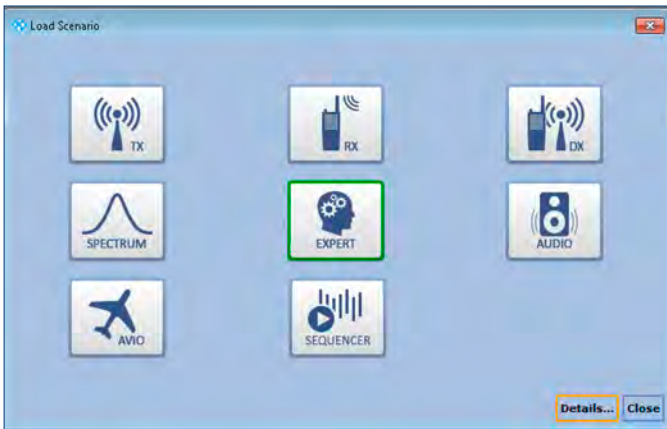 Load Scenario
TX
RX
DX
SPECTRUM
EXPERT
AUDIO
AVIO
SEQUENCER
Details...
Close